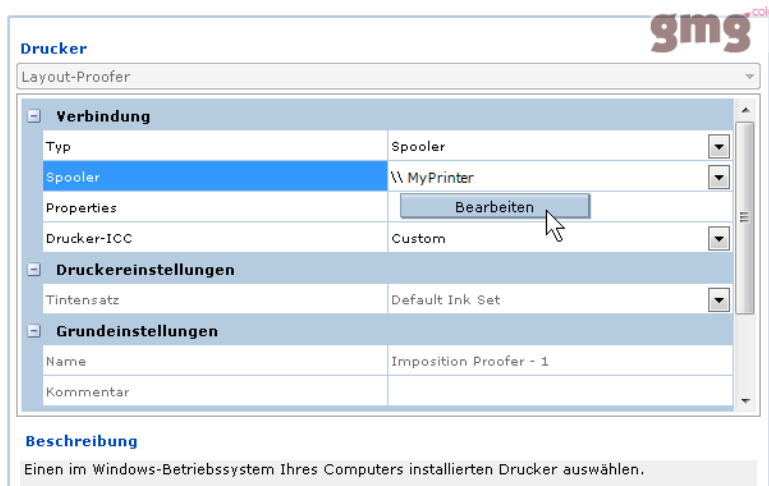 col
gmg
Drucker
Layout-Proofer
Verbindung
Typ Spooler
Spooler \\ MyPrinter
Properties Bearbeiten
Drucker-ICC Custom
Druckereinstellungen
Tintensatz Default Ink Set
Grundeinstellungen
Name Imposition Proofer - 1
Kommentar
Beschreibung
Einen im Windows-Betriebssystem Ihres Computers installierten Drucker auswählen.